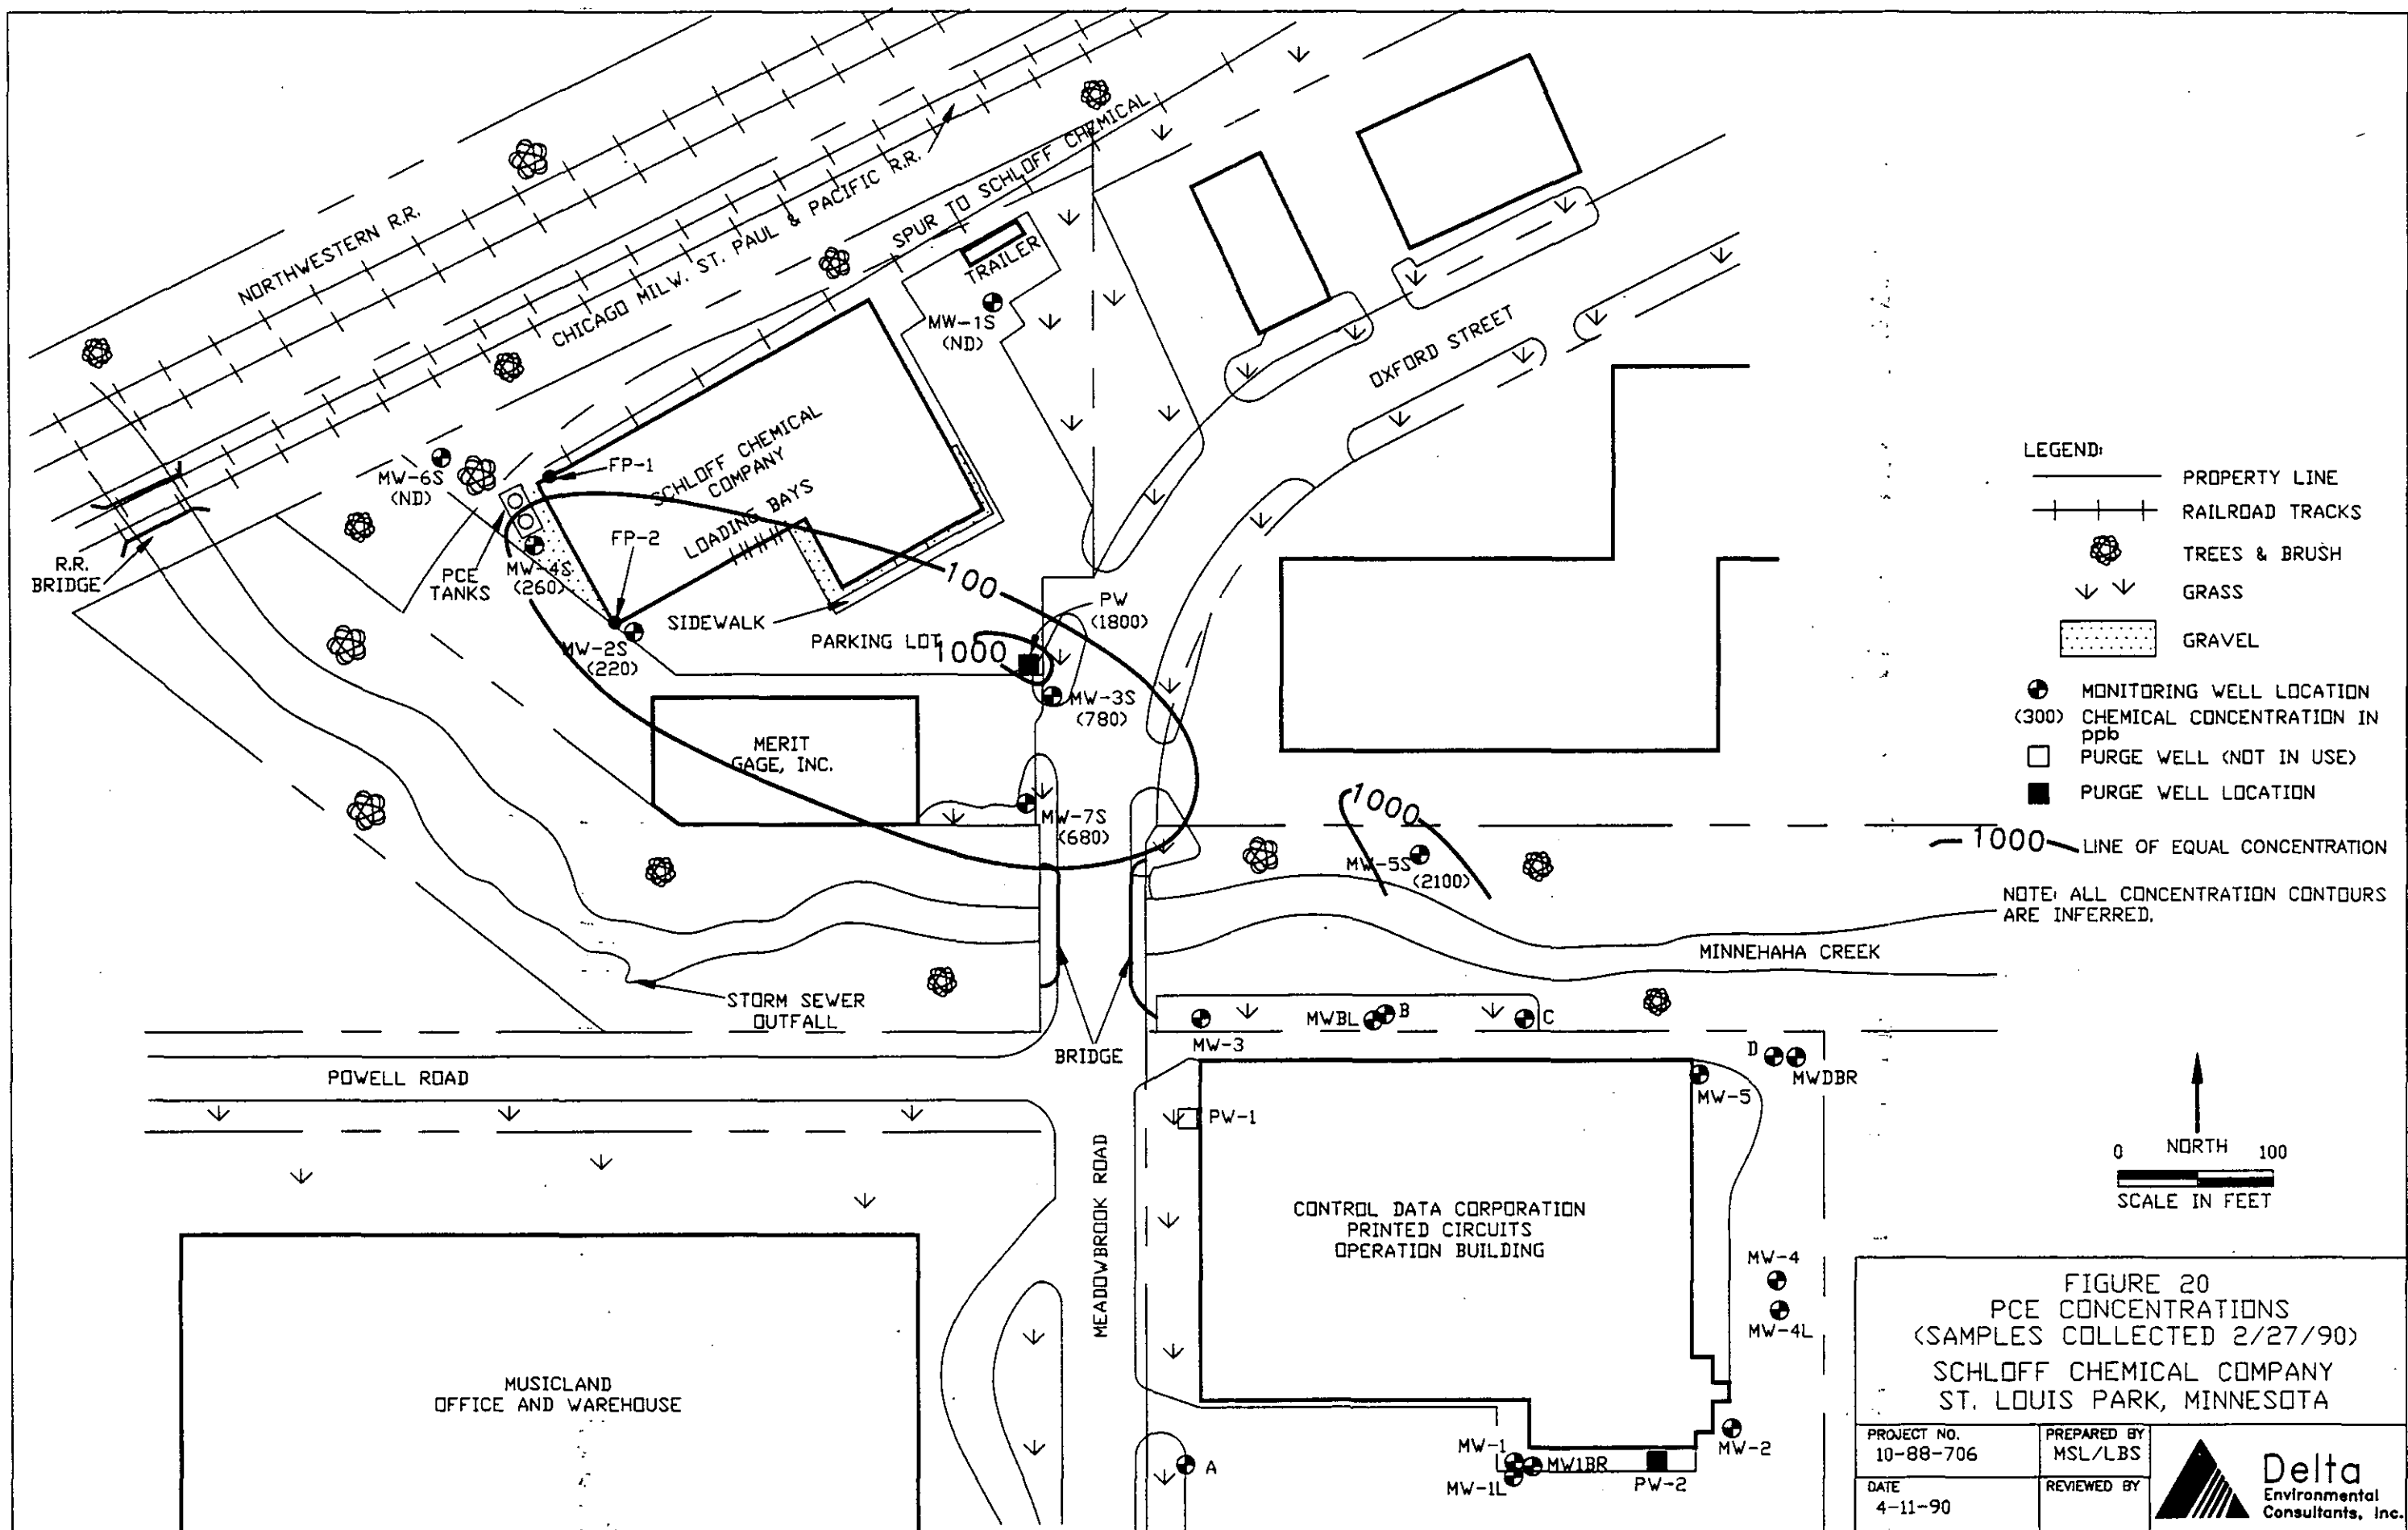 NORTHWESTERN R.R.
CHICAGO MILW. ST. PAUL & PACIFIC R.R.
SPUR TO SCHLOFF CHEMICAL
TRAILER
MW-1S
(ND)
OXFORD STREET
MW-6S
(ND)
FP-1
SCHLOFF CHEMICAL
COMPANY
LOADING BAYS
FP-2
R.R.
BRIDGE
PCE
TANKS
MW-4S
(260)
100
SIDEWALK
PW
(1800)
PARKING LOT
1000
MW-2S
(220)
MW-3S
(780)
MERIT
GAGE, INC.
MW-7S
(680)
1000
MW-5S
(2100)
MINNEHAHA CREEK
STORM SEWER
OUTFALL
BRIDGE
MWBL
B
C
MW-3
D
MWDBR
MW-5
POWELL ROAD
PW-1
MEADOWBROOK ROAD
CONTROL DATA CORPORATION
PRINTED CIRCUITS
OPERATION BUILDING
MW-4
MW-4L
MUSICLAND
OFFICE AND WAREHOUSE
A
MW-1
MW1BR
MW-1L
PW-2
MW-2
LEGEND:
PROPERTY LINE
RAILROAD TRACKS
TREES & BRUSH
GRASS
GRAVEL
MONITORING WELL LOCATION
(300) CHEMICAL CONCENTRATION IN
ppb
PURGE WELL (NOT IN USE)
PURGE WELL LOCATION
1000 LINE OF EQUAL CONCENTRATION
NOTE: ALL CONCENTRATION CONTOURS
ARE INFERRED.
0 NORTH 100
SCALE IN FEET
FIGURE 20
PCE CONCENTRATIONS
(SAMPLES COLLECTED 2/27/90)
SCHLOFF CHEMICAL COMPANY
ST. LOUIS PARK, MINNESOTA
PROJECT NO.
10-88-706
PREPARED BY
MSL/LBS
DATE
4-11-90
REVIEWED BY
Delta
Environmental
Consultants, Inc.